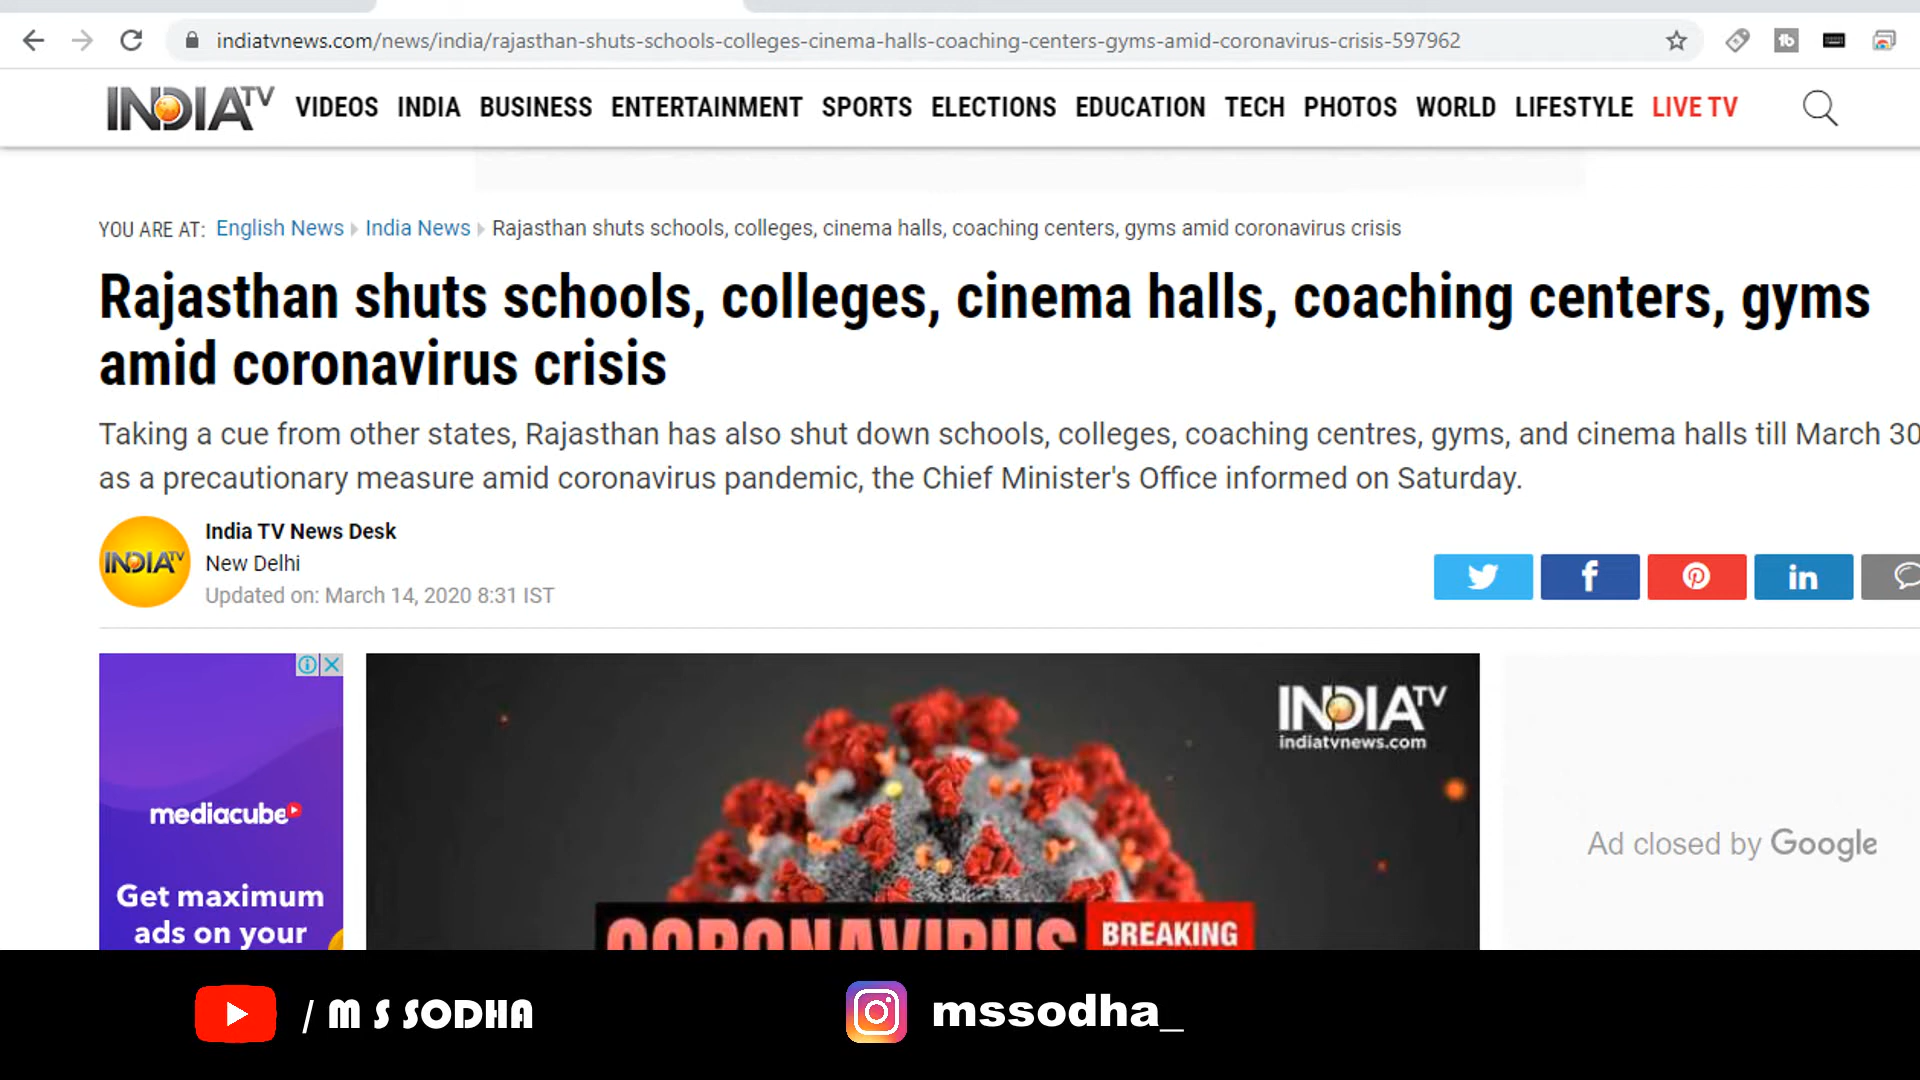 indiatvnews.com/news/india/rajasthan-shuts-schools-colleges-cinema-halls-coaching-centers-gyms-amid-coronavirus-crisis-597962
INDIA TV VIDEOS INDIA BUSINESS ENTERTAINMENT SPORTS ELECTIONS EDUCATION TECH PHOTOS WORLD LIFESTYLE LIVE TV
YOU ARE AT: English News India News Rajasthan shuts schools, colleges, cinema halls, coaching centers, gyms amid coronavirus crisis
Rajasthan shuts schools, colleges, cinema halls, coaching centers, gyms
amid coronavirus crisis
Taking a cue from other states, Rajasthan has also shut down schools, colleges, coaching centres, gyms, and cinema halls till March 30
as a precautionary measure amid coronavirus pandemic, the Chief Minister's Office informed on Saturday.
INDIA TV
India TV News Desk
New Delhi
Updated on: March 14, 2020 8:31 IST
INDIA TV
indiatvnews.com
mediacube
Get maximum
ads on your
Ad closed by Google
CORONAVIRUS BREAKING
/ M S SODHA
mssodha_